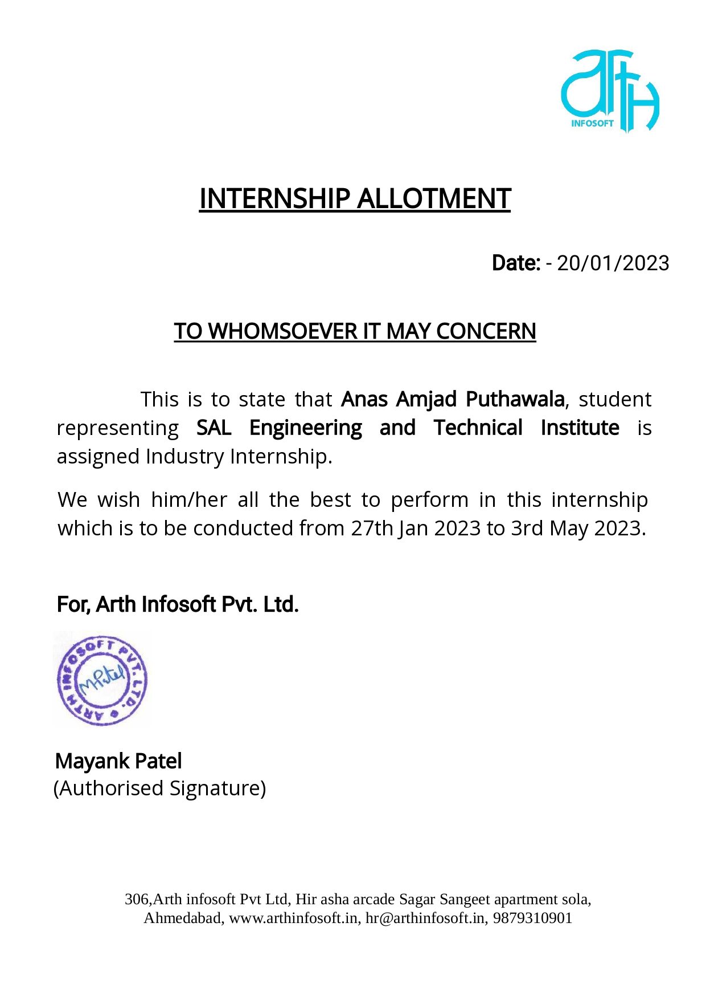 arth
INFOSOFT
INTERNSHIP ALLOTMENT
Date: - 20/01/2023
TO WHOMSOEVER IT MAY CONCERN
This is to state that Anas Amjad Puthawala, student
representing SAL Engineering and Technical Institute is
assigned Industry Internship.
We wish him/her all the best to perform in this internship
which is to be conducted from 27th Jan 2023 to 3rd May 2023.
For, Arth Infosoft Pvt. Ltd.
ARTH INFOSOFT PVT. LTD.
MPatel
Mayank Patel
(Authorised Signature)
306,Arth infosoft Pvt Ltd, Hir asha arcade Sagar Sangeet apartment sola,
Ahmedabad, www.arthinfosoft.in, hr@arthinfosoft.in, 9879310901